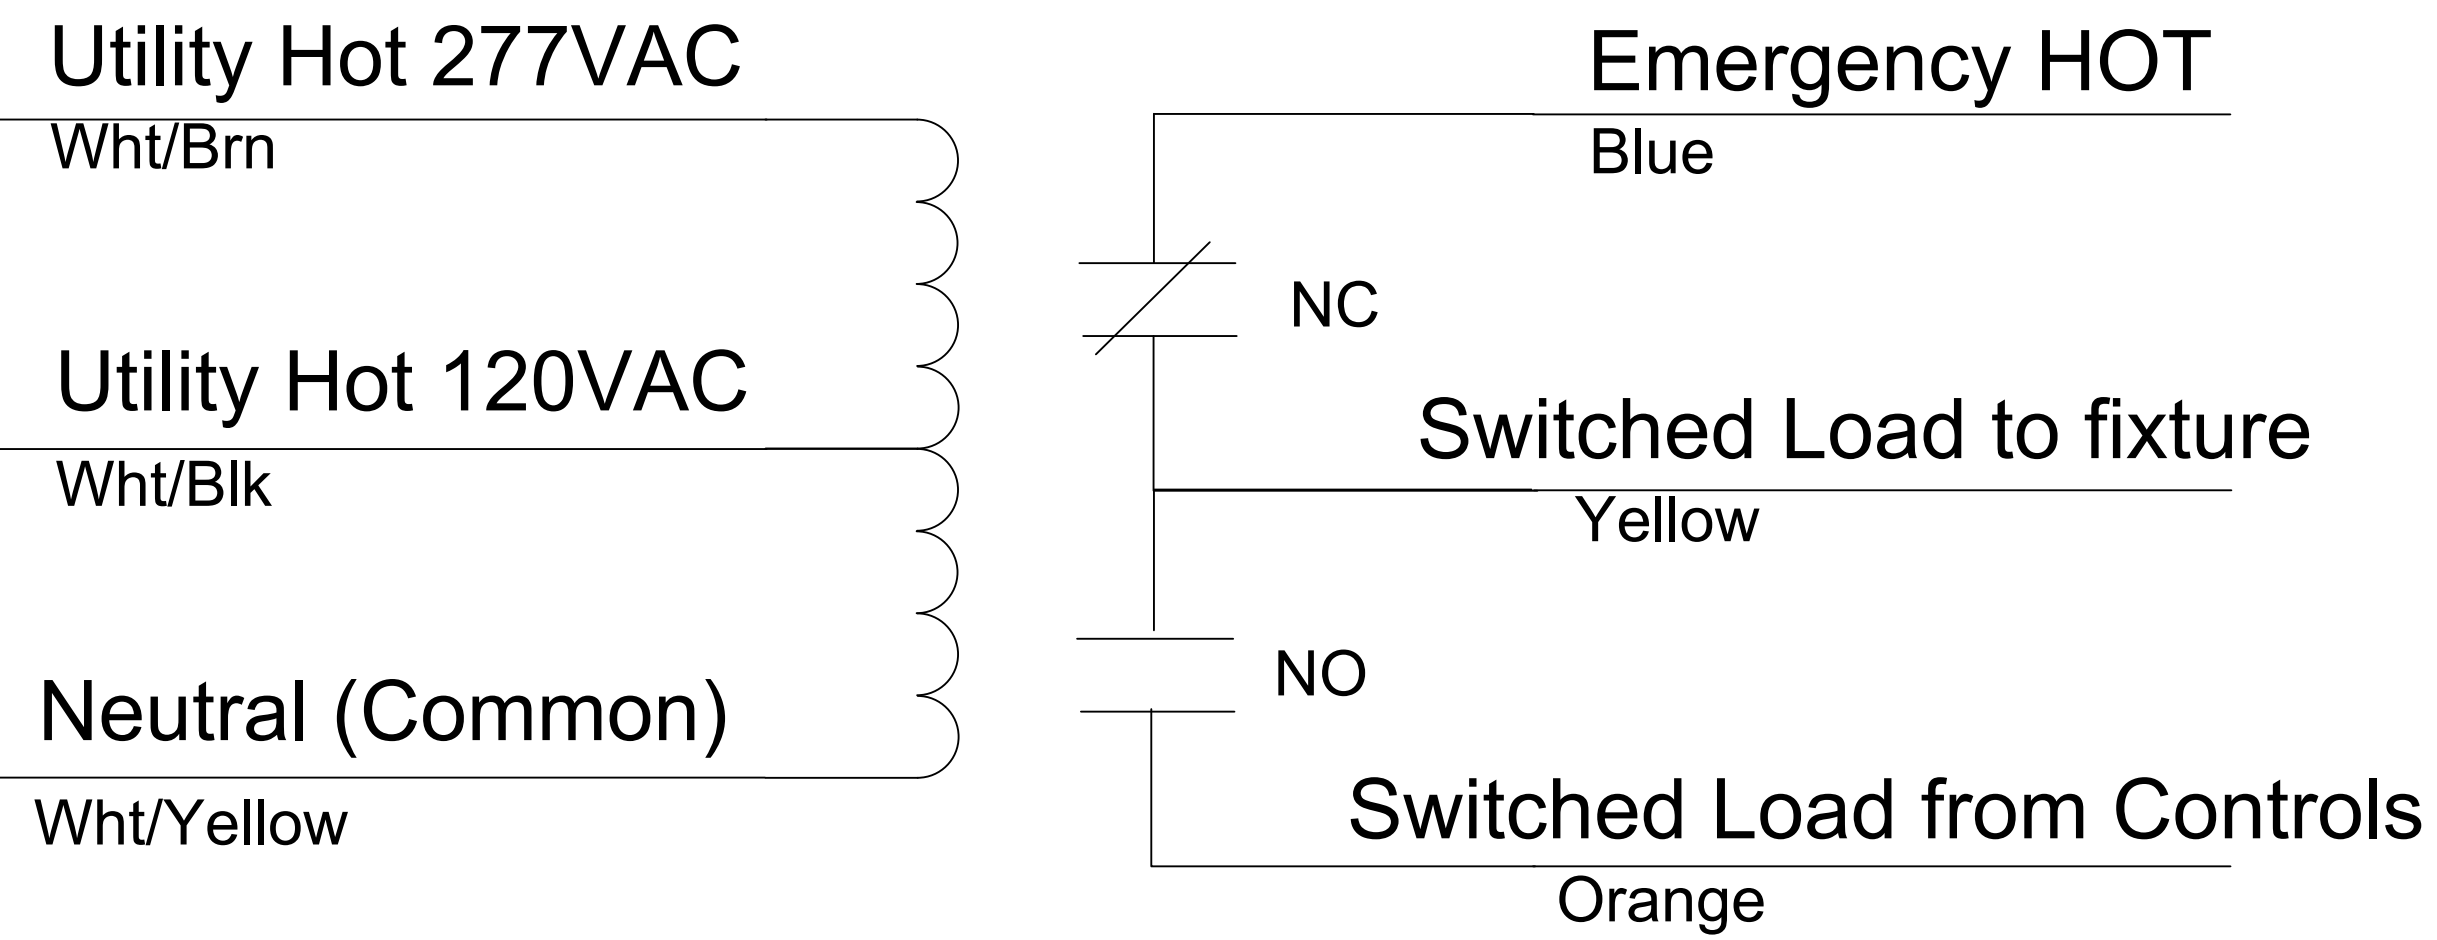 Utility Hot 277VAC
Wht/Brn
Utility Hot 120VAC
Wht/Blk
Neutral (Common)
Wht/Yellow
Emergency HOT
Blue
NC
Switched Load to fixture
Yellow
NO
Switched Load from Controls
Orange